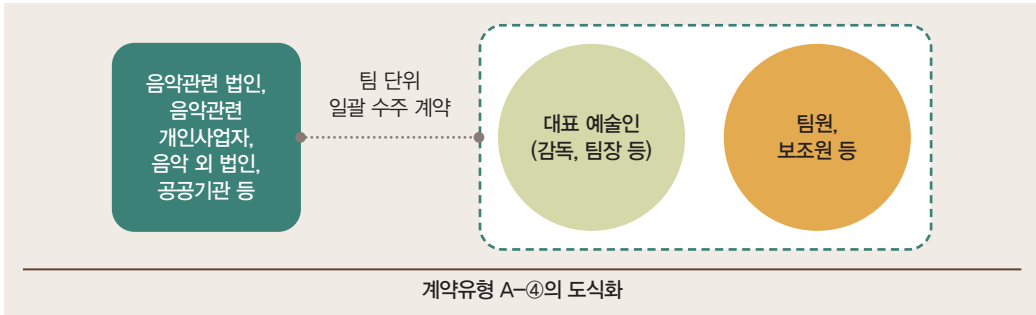 음악관련 법인,
음악관련
개인사업자,
음악 외 법인,
공공기관 등
팀 단위
일괄 수주 계약
대표 예술인
(감독, 팀장 등)
팀원,
보조원 등
계약유형 A-④의 도식화